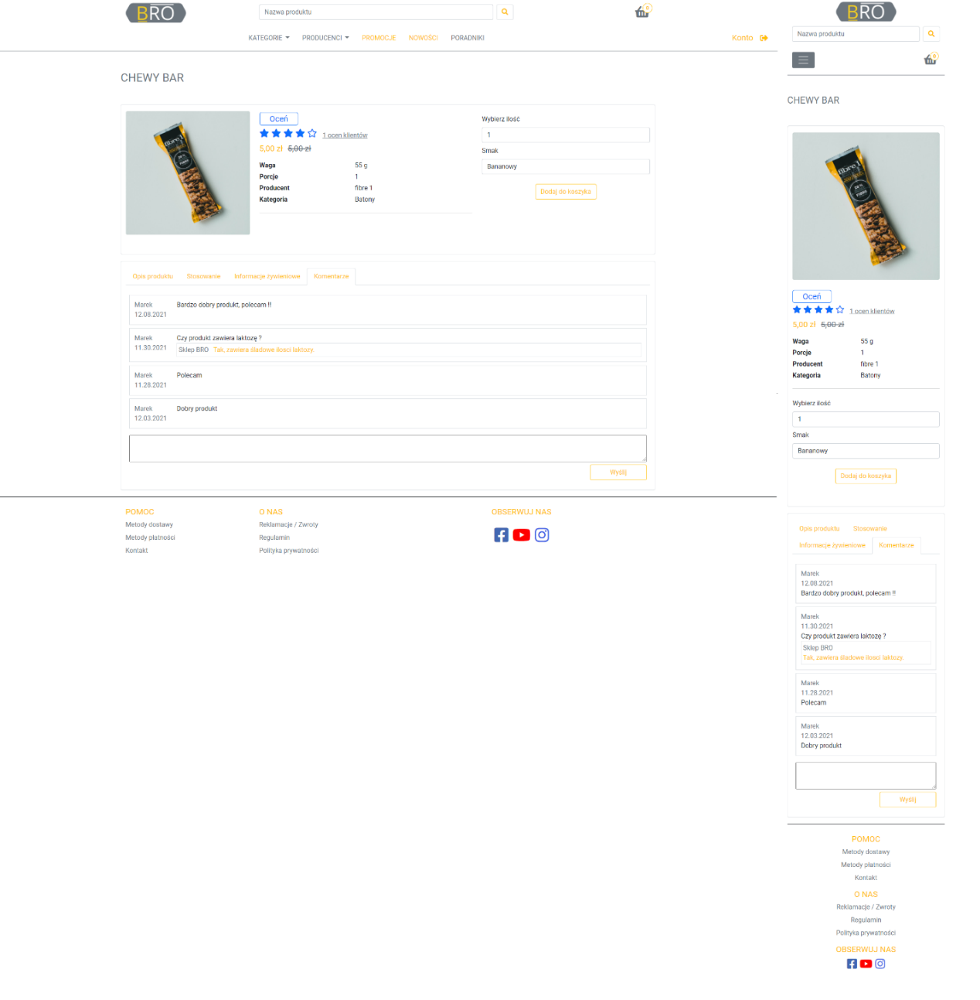 BRO
Nazwa produktu
0
KATEGORIE PRODUCENCI PROMOCJE NOWOŚCI PORADNIKI
Konto
CHEWY BAR
fibre 1
Oceń
1 ocen klientów
5,00 zł 5,00 zł
Waga 55 g
Porcje 1
Producent fibre 1
Kategoria Batony
Wybierz ilość
1
Smak
Bananowy
Dodaj do koszyka
Opis produktu Stosowanie Informacje żywieniowe Komentarze
Marek Bardzo dobry produkt, polecam !!
12.08.2021
Marek Czy produkt zawiera laktozę ?
11.30.2021 Sklep BRO Tak, zawiera śladowe ilosci laktozy.
Marek Polecam
11.28.2021
Marek Dobry produkt
12.03.2021
Wyślij
POMOC
Metody dostawy
Metody płatności
Kontakt
O NAS
Reklamacje / Zwroty
Regulamin
Polityka prywatności
OBSERWUJ NAS
BRO
Nazwa produktu
0
CHEWY BAR
fibre 1
Oceń
1 ocen klientów
5,00 zł 5,00 zł
Waga 55 g
Porcje 1
Producent fibre 1
Kategoria Batony
Wybierz ilość
1
Smak
Bananowy
Dodaj do koszyka
Opis produktu Stosowanie
Informacje żywieniowe Komentarze
Marek
12.08.2021
Bardzo dobry produkt, polecam !!
Marek
11.30.2021
Czy produkt zawiera laktozę ?
Sklep BRO
Tak, zawiera śladowe ilosci laktozy.
Marek
11.28.2021
Polecam
Marek
12.03.2021
Dobry produkt
Wyślij
POMOC
Metody dostawy
Metody płatności
Kontakt
O NAS
Reklamacje / Zwroty
Regulamin
Polityka prywatności
OBSERWUJ NAS